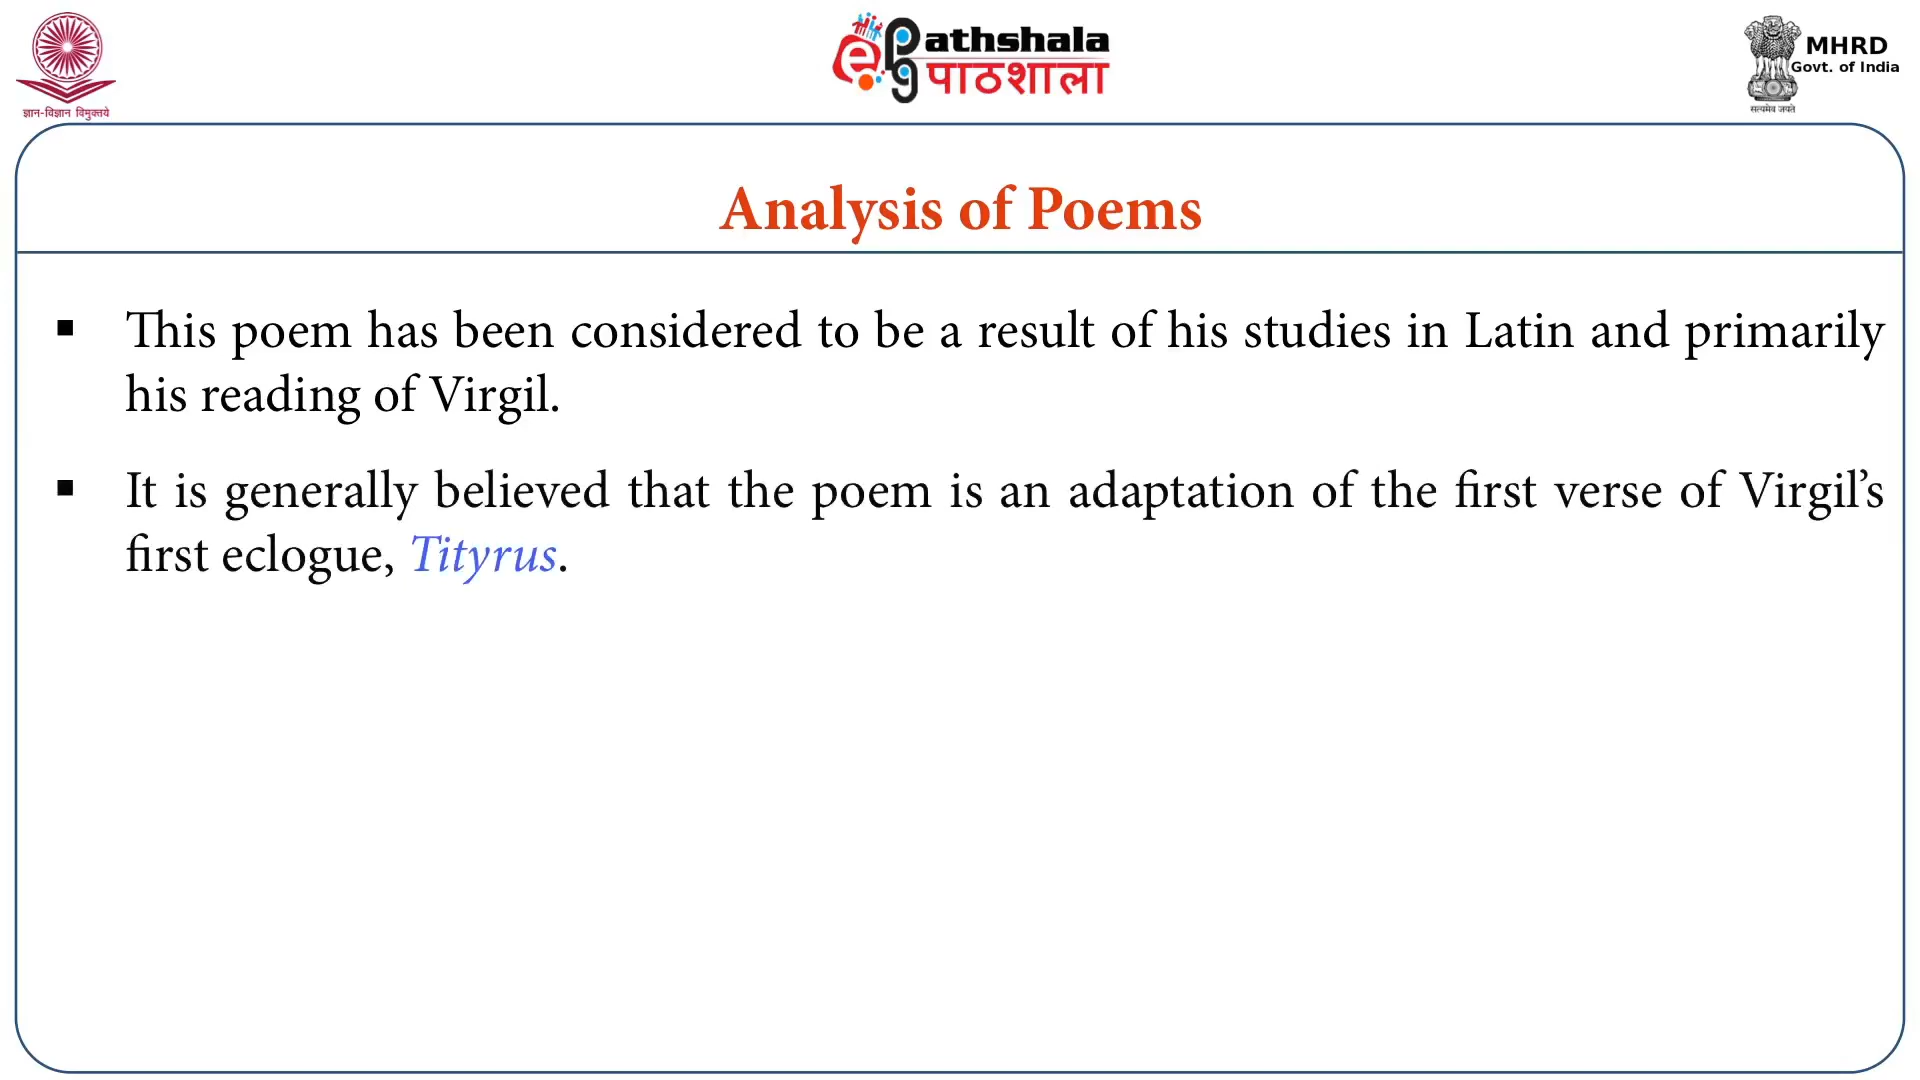 ज्ञान-विज्ञान विमुक्तये
ePathshala
पाठशाला
MHRD
Govt. of India
सत्यमेव जयते
Analysis of Poems
▪ This poem has been considered to be a result of his studies in Latin and primarily
his reading of Virgil.
▪ It is generally believed that the poem is an adaptation of the first verse of Virgil’s
first eclogue, Tityrus.